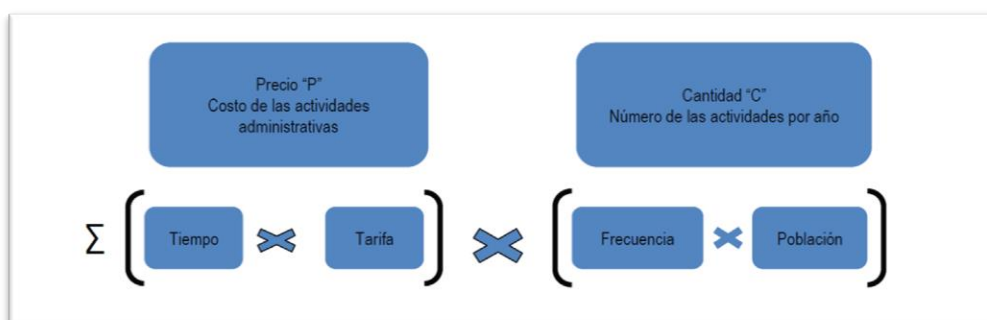 Precio “P”
Costo de las actividades
administrativas
Cantidad “C”
Número de las actividades por año
Σ
Tiempo
Tarifa
Frecuencia
Población